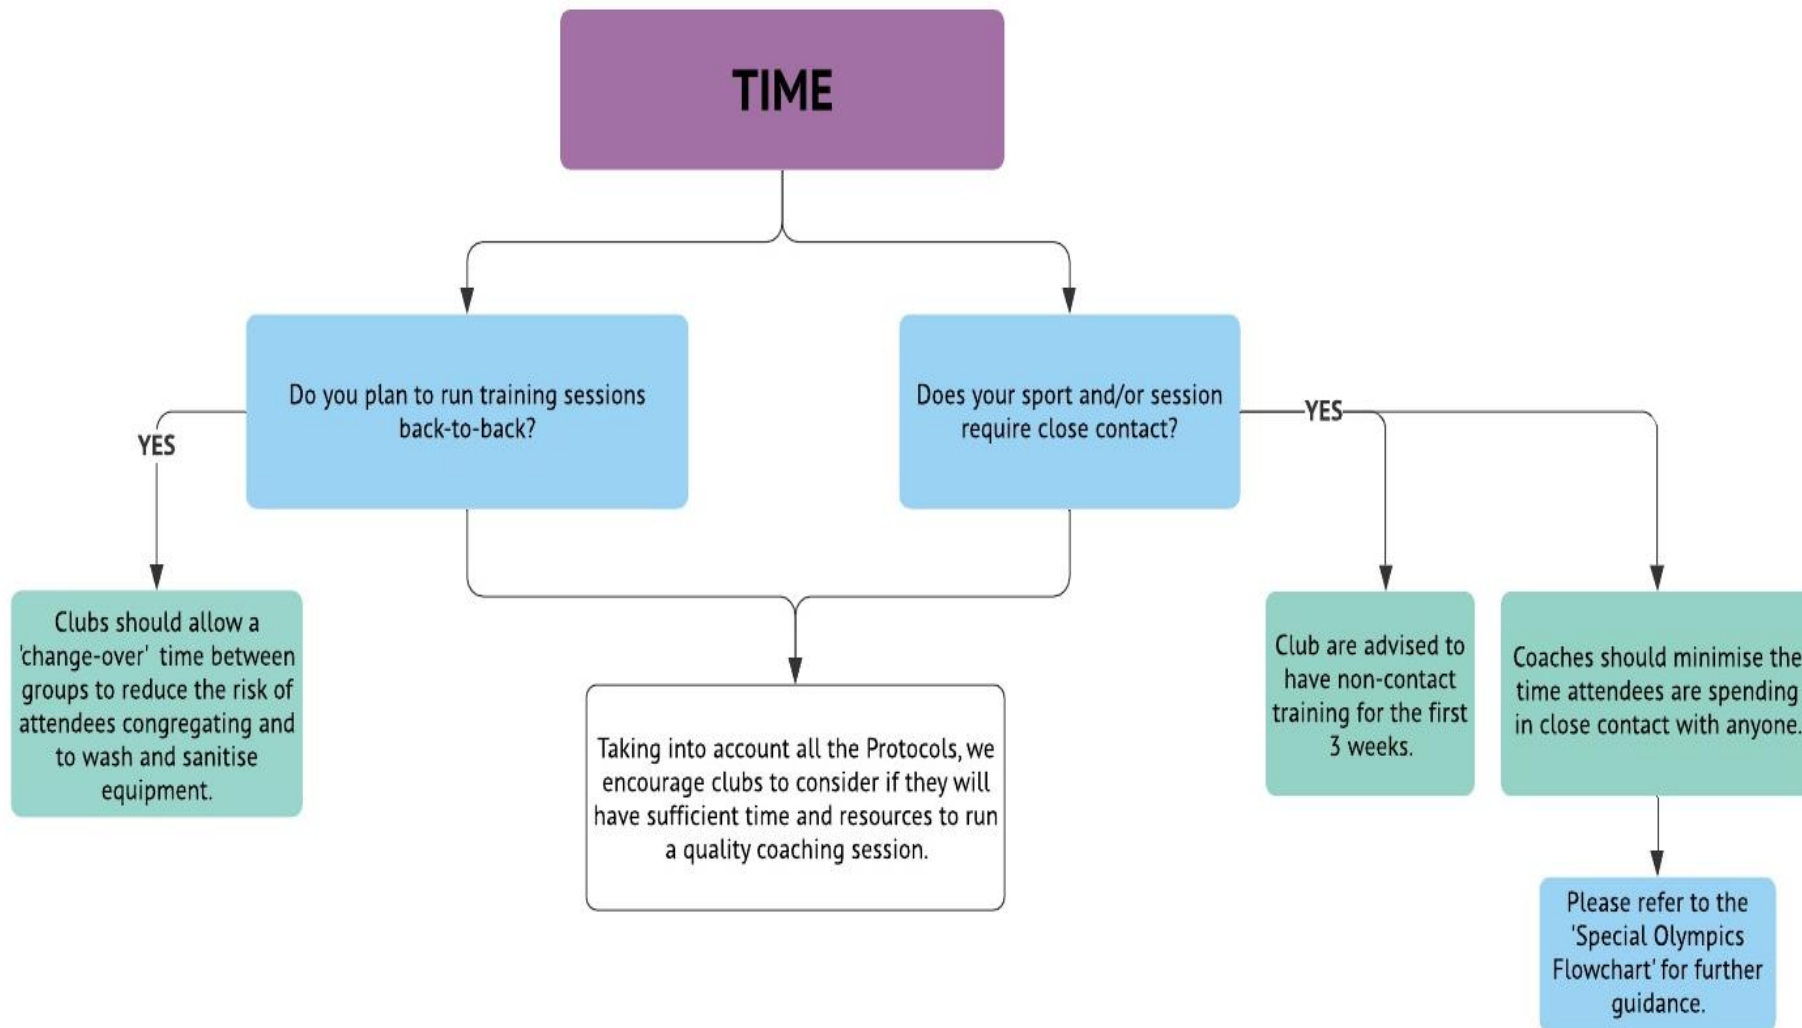 TIME
Do you plan to run training sessions
back-to-back?
Does your sport and/or session
require close contact?
YES
YES
Clubs should allow a
'change-over' time between
groups to reduce the risk of
attendees congregating and
to wash and sanitise
equipment.
Taking into account all the Protocols, we
encourage clubs to consider if they will
have sufficient time and resources to run
a quality coaching session.
Club are advised to
have non-contact
training for the first
3 weeks.
Coaches should minimise the
time attendees are spending
in close contact with anyone.
Please refer to the
'Special Olympics
Flowchart' for further
guidance.